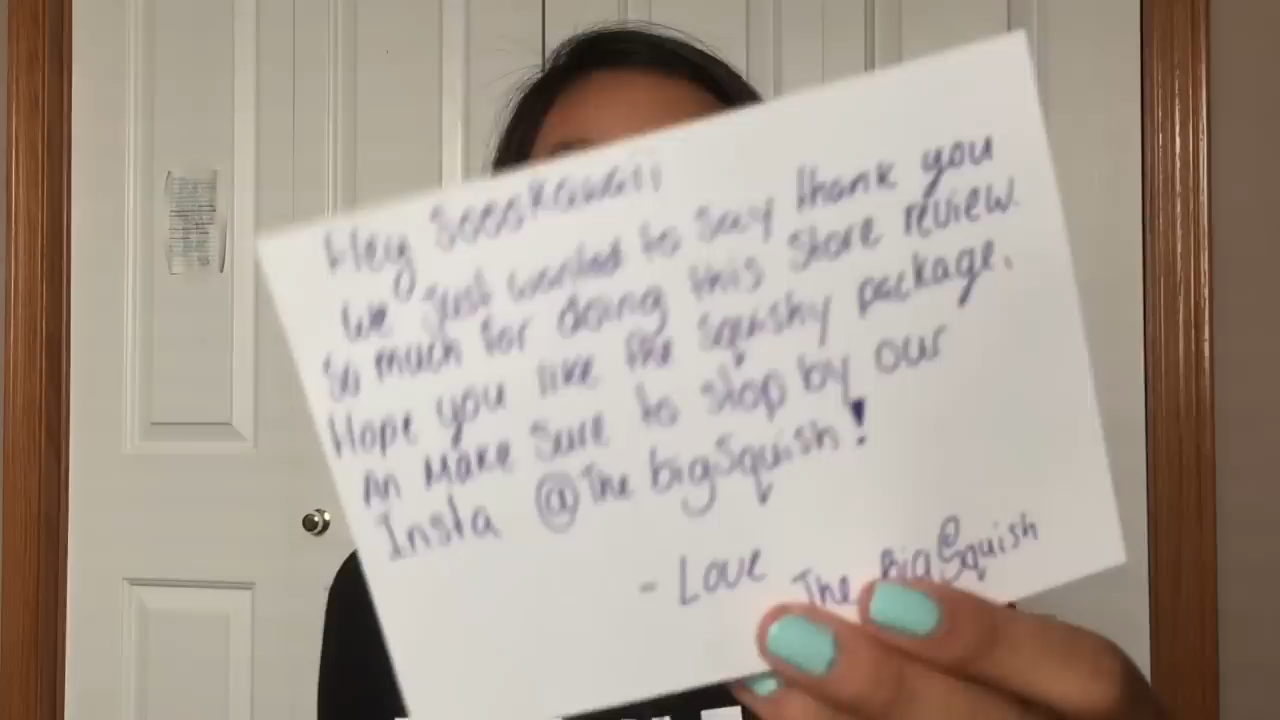 Hey SoooKawaii
We just wanted to say thank you
so much for doing this store review.
Hope you like the squishy package.
An Make Sure to stop by our
Insta @The bigSquish!
- Love The BigSquish